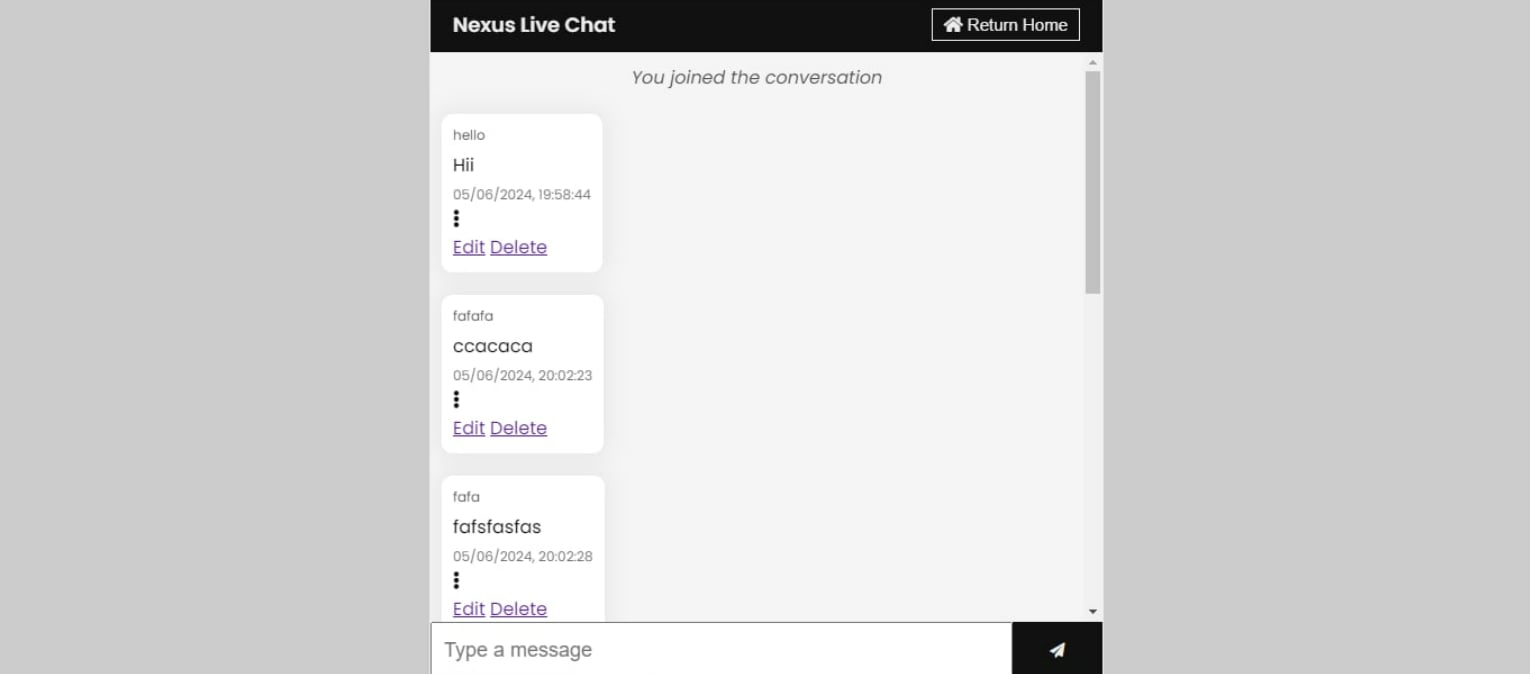 Nexus Live Chat
Return Home
You joined the conversation
hello
Hii
05/06/2024, 19:58:44
Edit Delete
fafafa
ccacaca
05/06/2024, 20:02:23
Edit Delete
fafa
fafsfasfas
05/06/2024, 20:02:28
Edit Delete
Type a message